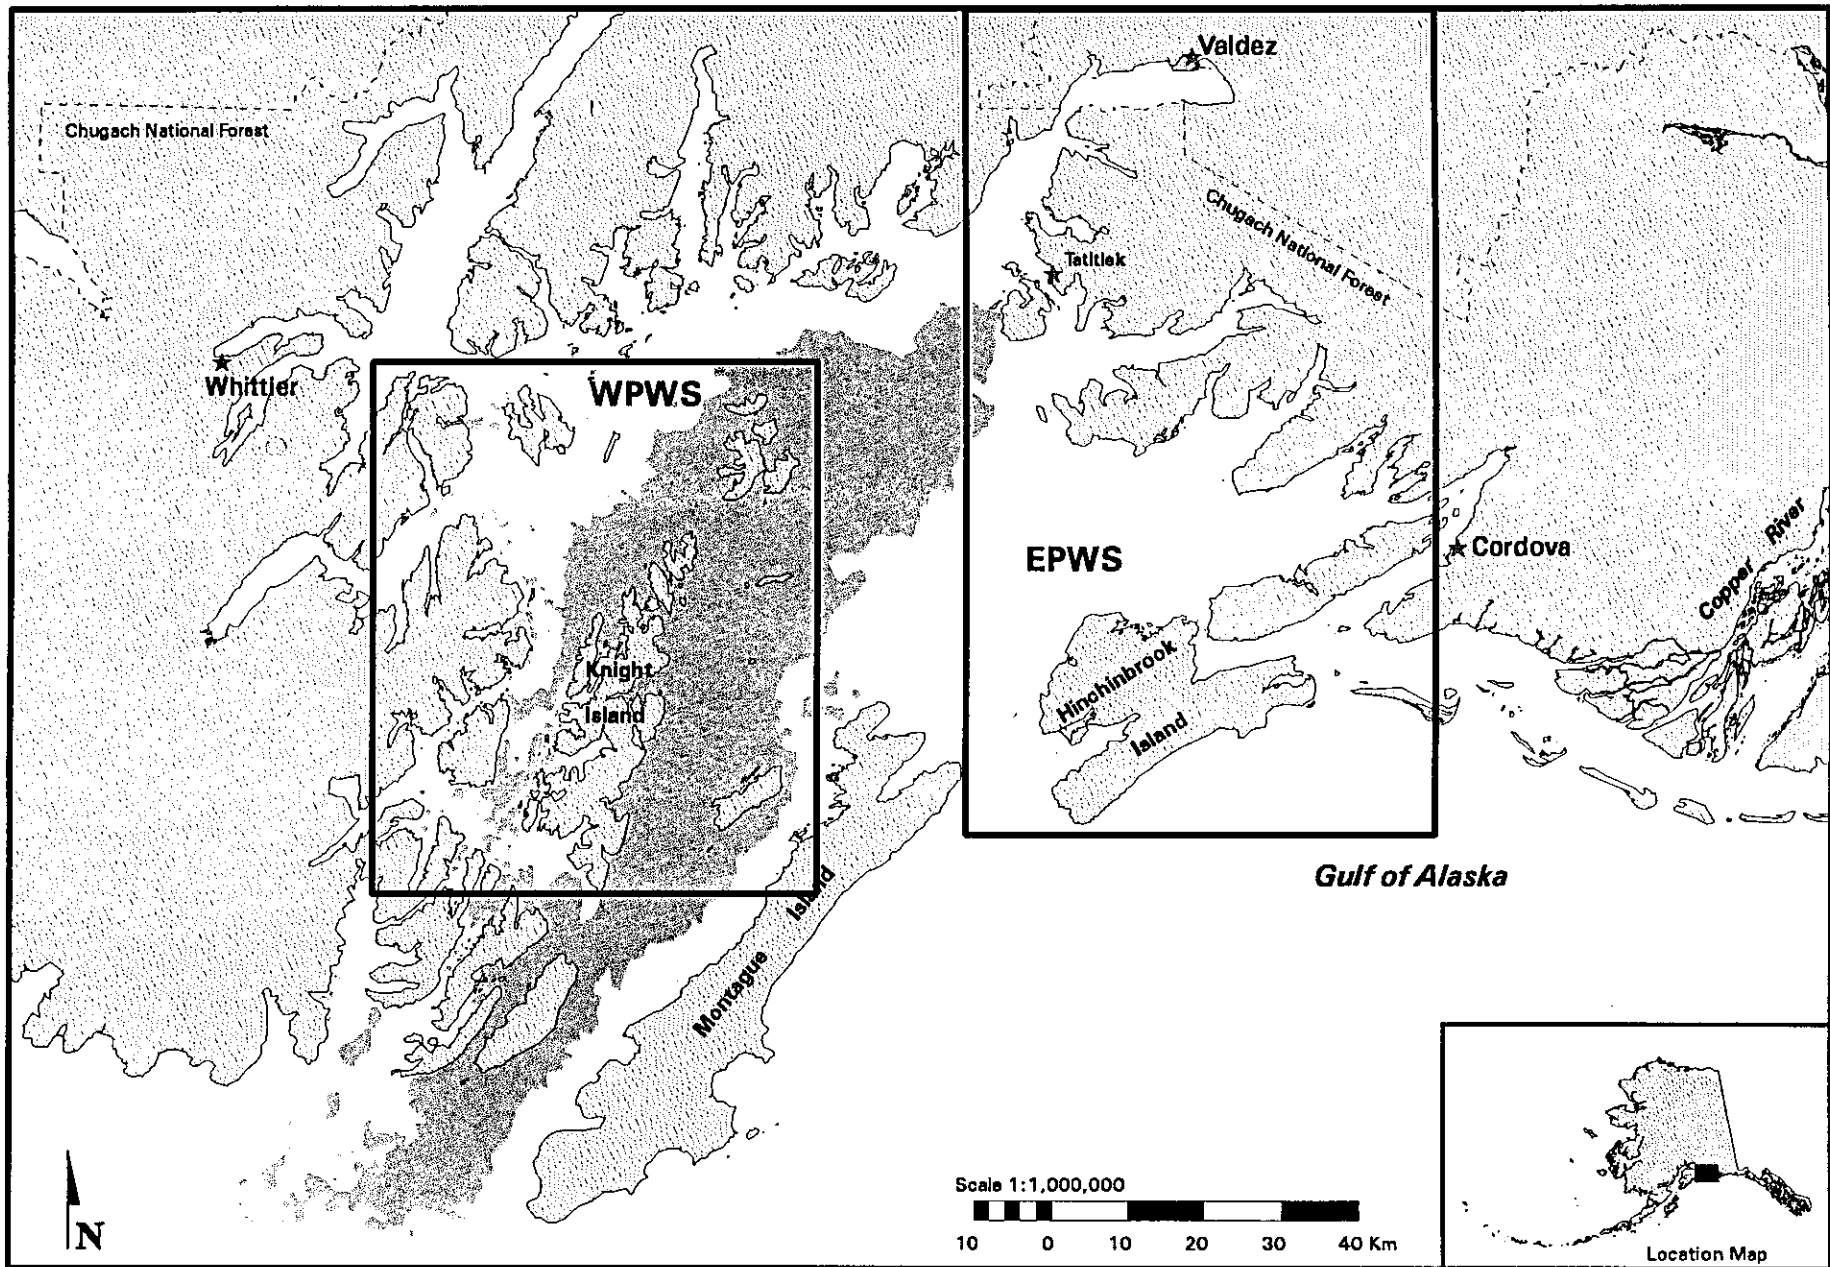 Valdez
Chugach National Forest
Chugach National Forest
Tatitlek
Whittier
WPWS
EPWS
Cordova
Copper River
Knight
Island
Hinchinbrook
Island
Gulf of Alaska
Montague Island
Scale 1:1,000,000
10 0 10 20 30 40 Km
N
Location Map